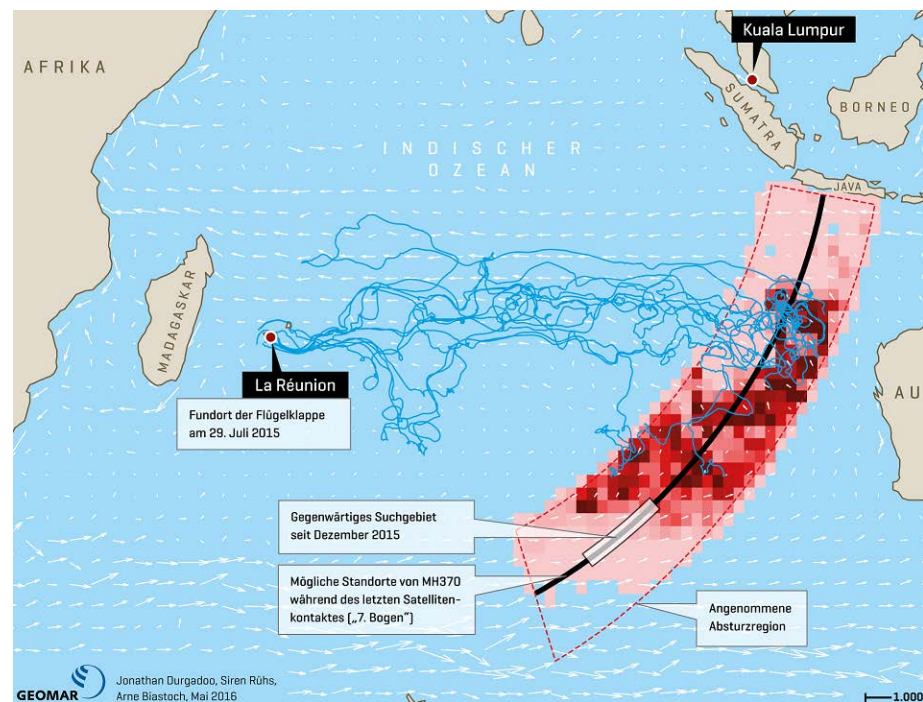 Kuala Lumpur
AFRIKA
SUMATRA
BORNEO
INDISCHER
OZEAN
JAVA
MADAGASKAR
La Réunion
Fundort der Flügelklappe
am 29. Juli 2015
AU
Gegenwärtiges Suchgebiet
seit Dezember 2015
Mögliche Standorte von MH370
während des letzten Satelliten-
kontaktes („7. Bogen”)
Angenommene
Absturzregion
GEOMAR
Jonathan Durgadoo, Siren Rühs,
Arne Biastoch, Mai 2016
1.000